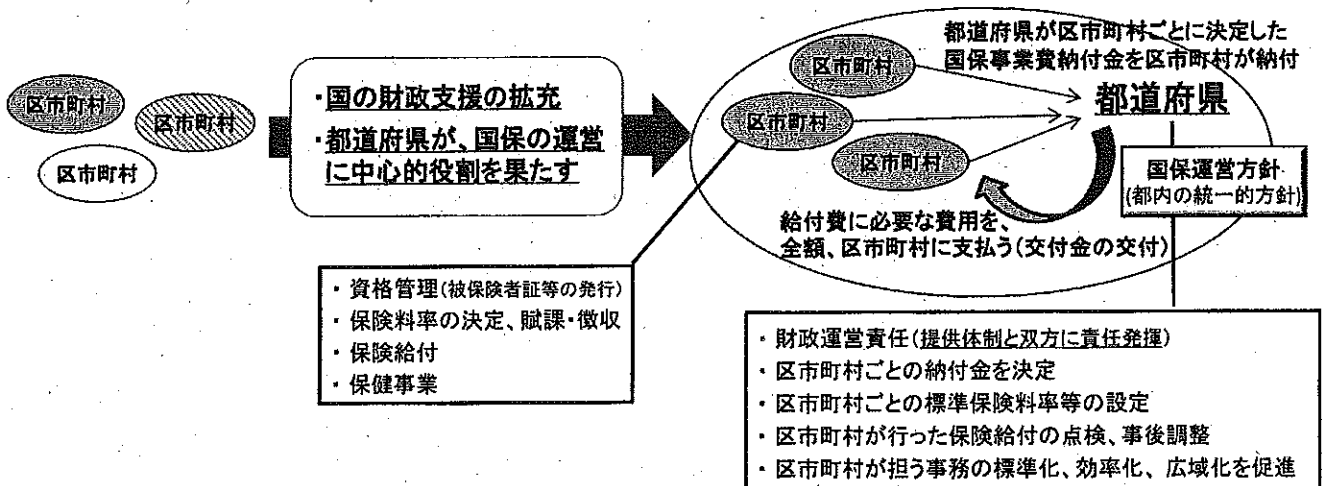 区市町村
区市町村
区市町村
・国の財政支援の拡充
・都道府県が、国保の運営
に中心的役割を果たす
都道府県が区市町村ごとに決定した
国保事業費納付金を区市町村が納付
区市町村
区市町村
区市町村
都道府県
国保運営方針
(都内の統一的方針)
給付費に必要な費用を、
全額、区市町村に支払う(交付金の交付)
・資格管理(被保険者証等の発行)
・保険料率の決定、賦課・徴収
・保険給付
・保健事業
・財政運営責任(提供体制と双方に責任発揮)
・区市町村ごとの納付金を決定
・区市町村ごとの標準保険料率等の設定
・区市町村が行った保険給付の点検、事後調整
・区市町村が担う事務の標準化、効率化、広域化を促進